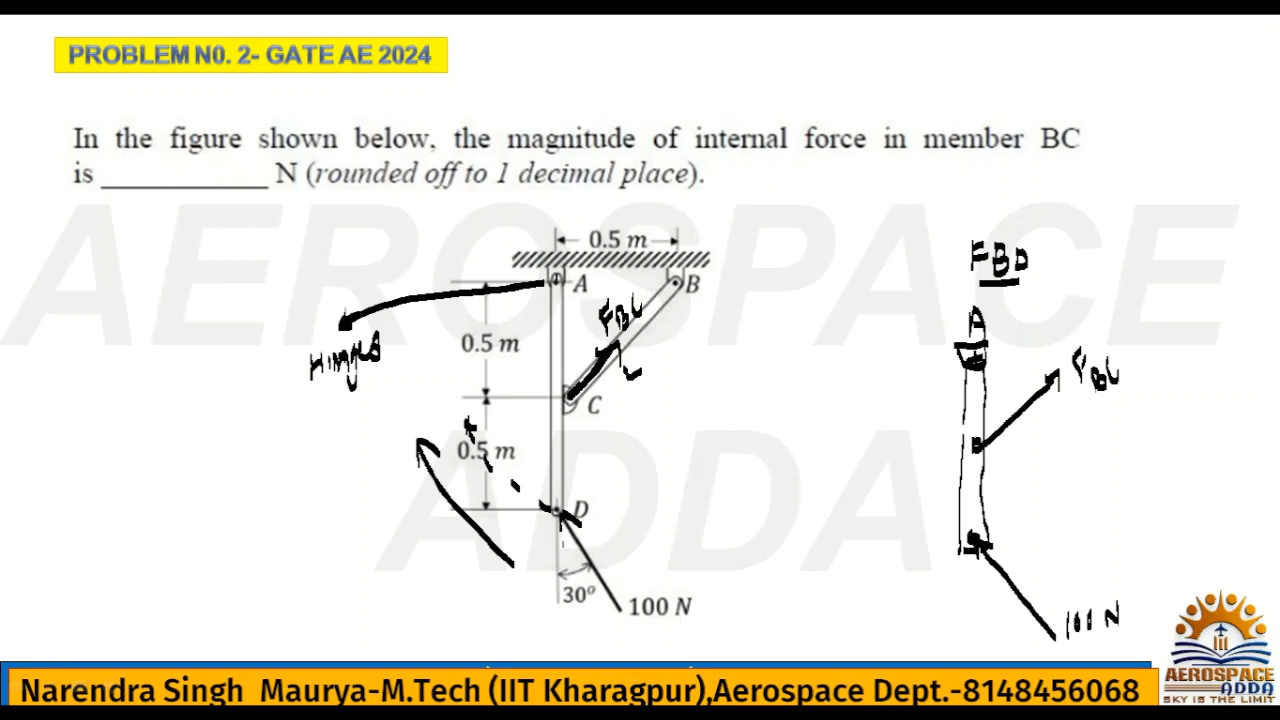 PROBLEM N0. 2- GATE AE 2024
In the figure shown below, the magnitude of internal force in member BC
is ____________ N (rounded off to 1 decimal place).
AEROSPACE
ADDA
0.5 m
A
B
Hinged
0.5 m
FBC
C
0.5 m
D
30°
100 N
FBD
A
FBC
100 N
AEROSPACE
ADDA
SKY IS THE LIMIT
Narendra Singh Maurya-M.Tech (IIT Kharagpur),Aerospace Dept.-8148456068